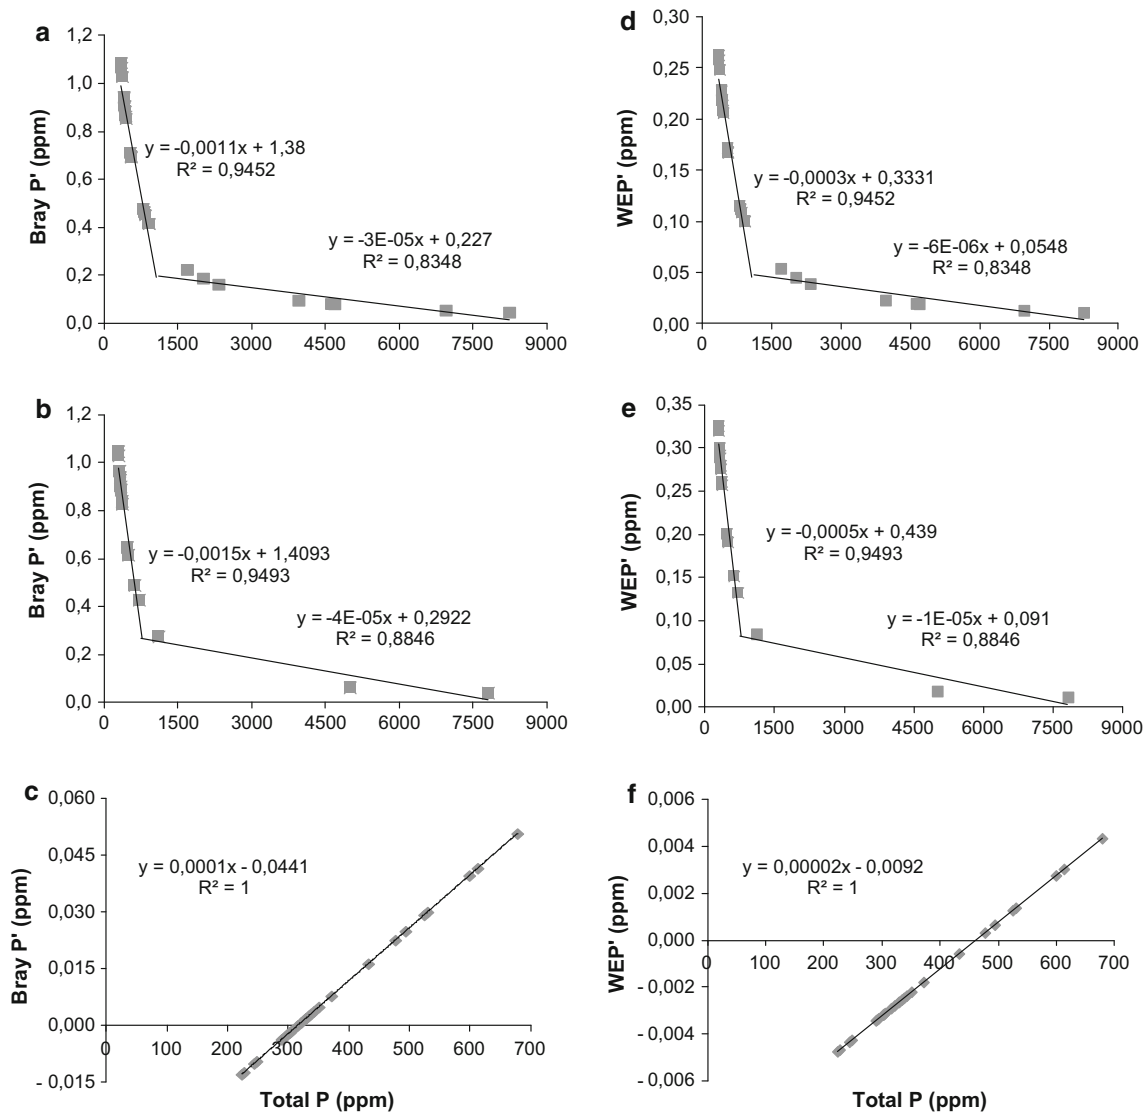 a
1,2
1,0
0,8
0,6
0,4
0,2
0,0
Bray P' (ppm)
y = -0,0011x + 1,38
R² = 0,9452
y = -3E-05x + 0,227
R² = 0,8348
0 1500 3000 4500 6000 7500 9000
d
0,30
0,25
0,20
0,15
0,10
0,05
0,00
WEP' (ppm)
y = -0,0003x + 0,3331
R² = 0,9452
y = -6E-06x + 0,0548
R² = 0,8348
0 1500 3000 4500 6000 7500 9000
b
1,2
1,0
0,8
0,6
0,4
0,2
0,0
Bray P' (ppm)
y = -0,0015x + 1,4093
R² = 0,9493
y = -4E-05x + 0,2922
R² = 0,8846
0 1500 3000 4500 6000 7500 9000
e
0,35
0,30
0,25
0,20
0,15
0,10
0,05
0,00
WEP' (ppm)
y = -0,0005x + 0,439
R² = 0,9493
y = -1E-05x + 0,091
R² = 0,8846
0 1500 3000 4500 6000 7500 9000
c
0,060
0,045
0,030
0,015
0,000
- 0,015
Bray P' (ppm)
y = 0,0001x - 0,0441
R² = 1
0 100 200 300 400 500 600 700
Total P (ppm)
f
0,006
0,004
0,002
0,000
- 0,002
- 0,004
- 0,006
WEP' (ppm)
y = 0,00002x - 0,0092
R² = 1
0 100 200 300 400 500 600 700
Total P (ppm)